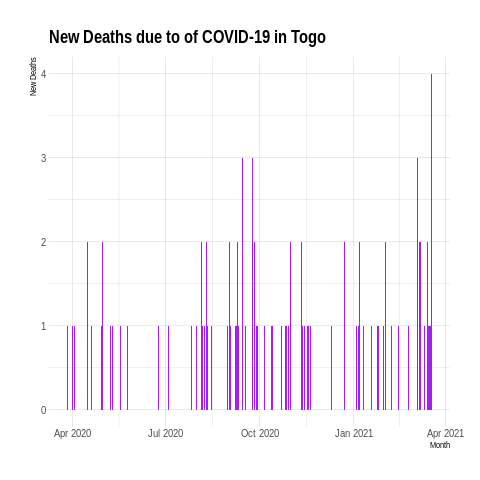 New Deaths due to of COVID-19 in Togo
New Deaths
4
3
2
1
0
Apr 2020 Jul 2020 Oct 2020 Jan 2021 Apr 2021
Month